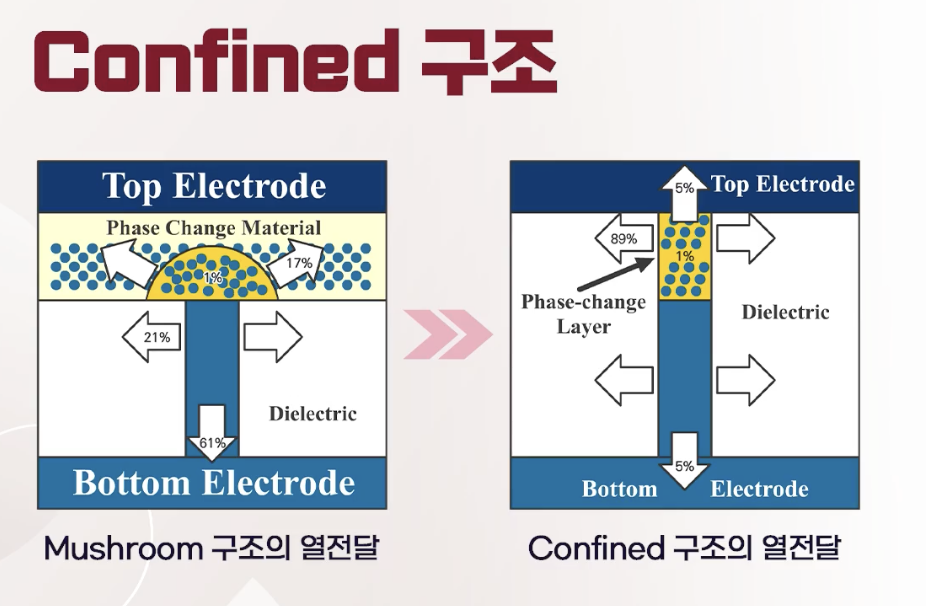 Confined 구조
Top Electrode
Phase Change Material
1%
17%
21%
Dielectric
61%
Bottom Electrode
Mushroom 구조의 열전달
5%
Top Electrode
89%
1%
Phase-change
Layer
Dielectric
5%
Bottom Electrode
Confined 구조의 열전달